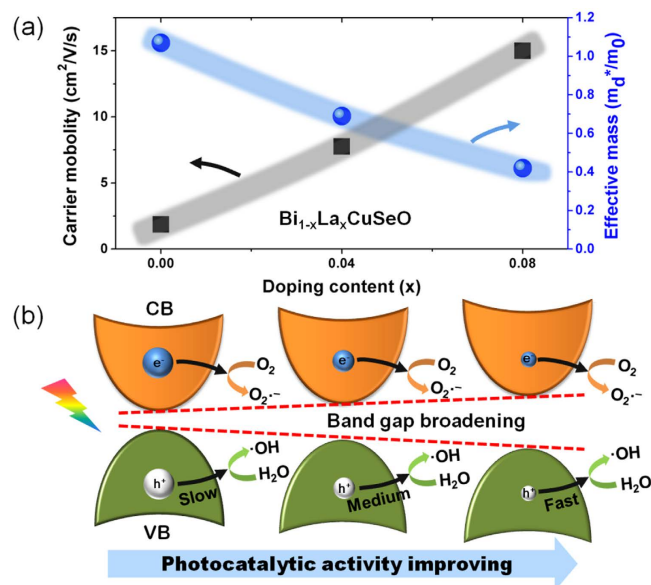 (a)
Carrier mobolity (cm²/V/s)
15
10
5
0
1.2
1.0
0.8
0.6
0.4
0.2
0.0
Effective mass (m_d*/m_0)
Bi₁₋ₓLaₓCuSeO
0.00 0.04 0.08
Doping content (x)
(b)
CB
e⁻ O₂ e⁻ O₂ e⁻ O₂
O₂·⁻ O₂·⁻ O₂·⁻
Band gap broadening
·OH ·OH ·OH
h⁺ H₂O h⁺ H₂O h⁺ H₂O
Slow Medium Fast
VB
Photocatalytic activity improving